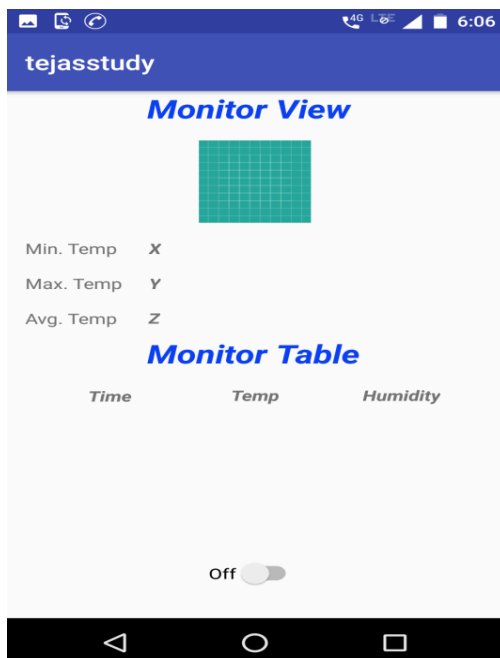 4G LTE 6:06
tejasstudy
Monitor View
Min. Temp X
Max. Temp Y
Avg. Temp Z
Monitor Table
Time Temp Humidity
Off